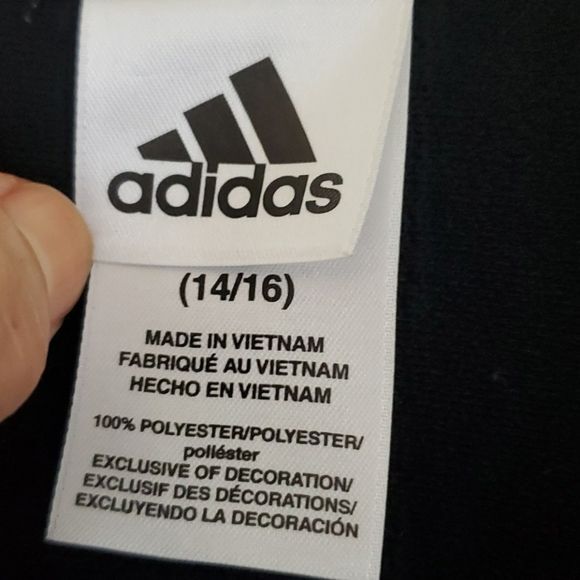 adidas
(14/16)
MADE IN VIETNAM
FABRIQUÉ AU VIETNAM
HECHO EN VIETNAM
100% POLYESTER/POLYESTER/
poliéster
EXCLUSIVE OF DECORATION/
EXCLUSIF DES DÉCORATIONS/
EXCLUYENDO LA DECORACIÓN